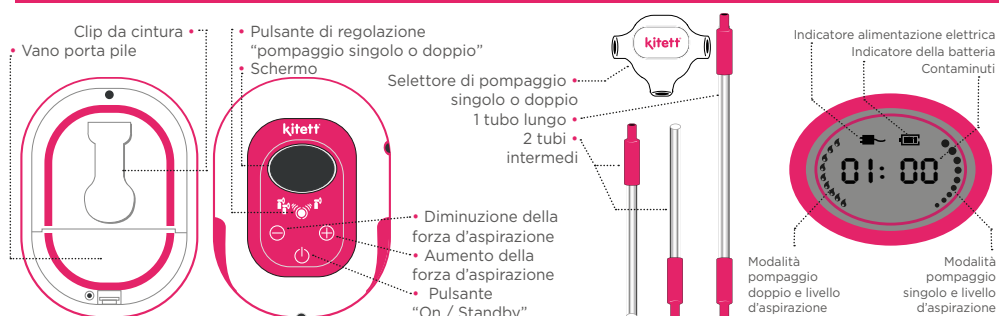 Clip da cintura •
• Vano porta pile
• Pulsante di regolazione
“pompaggio singolo o doppio”
• Schermo
kitett
• Diminuzione della
forza d’aspirazione
• Aumento della
forza d’aspirazione
• Pulsante
“On / Standby”
kitett
Selettore di pompaggio •
singolo o doppio
1 tubo lungo •
2 tubi •
intermedi
Indicatore alimentazione elettrica
Indicatore della batteria
Contaminuti
01: 00
Modalità
pompaggio
doppio e livello
d’aspirazione
Modalità
pompaggio
singolo e livello
d’aspirazione